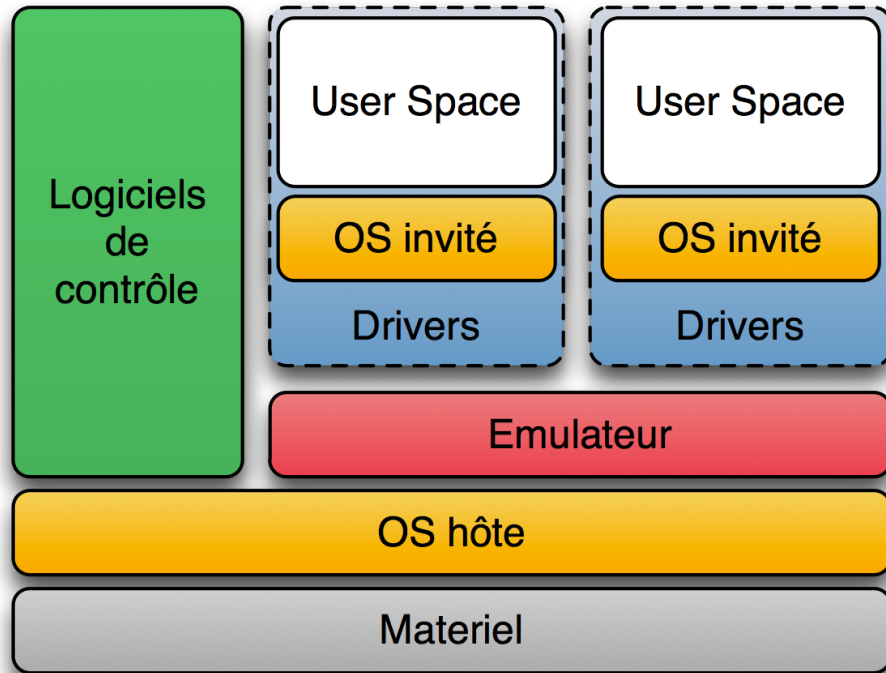 Logiciels
de
contrôle
User Space
OS invité
Drivers
User Space
OS invité
Drivers
Emulateur
OS hôte
Materiel